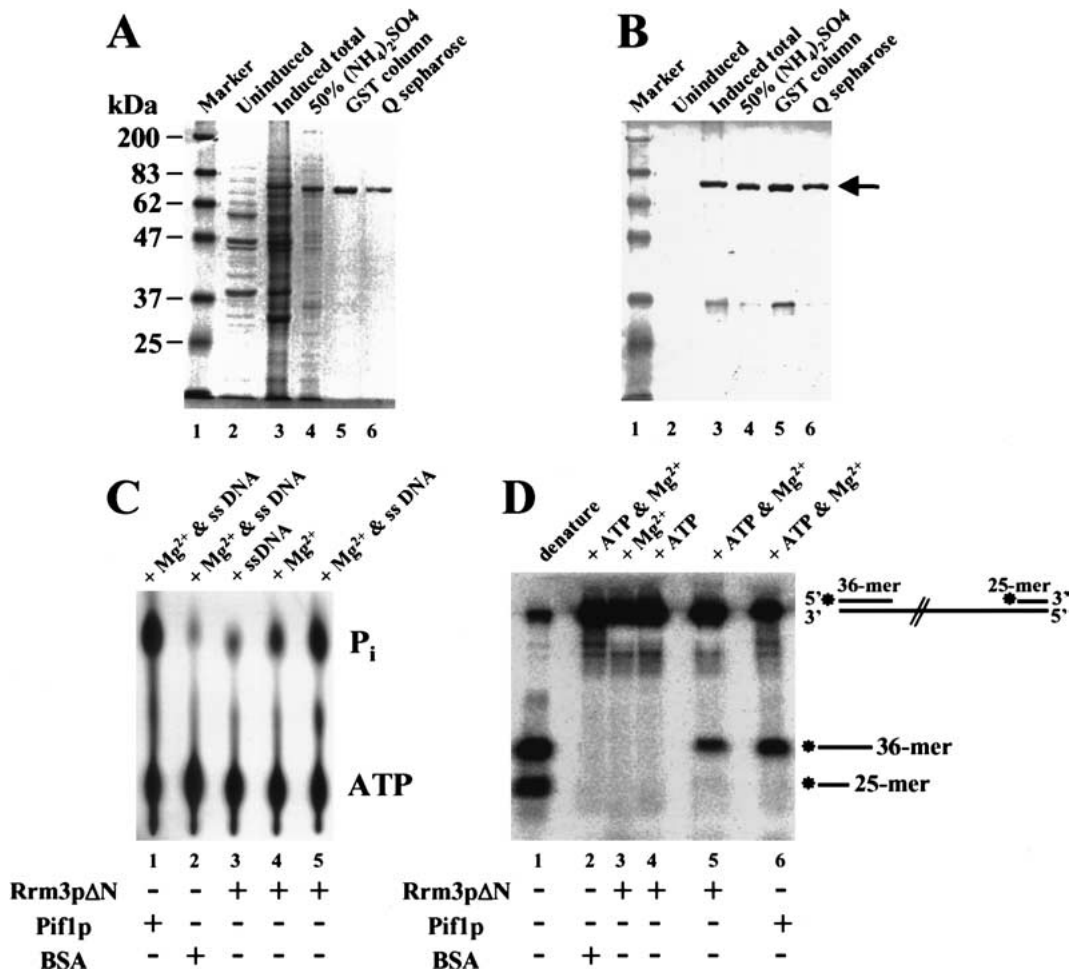 A
B
kDa
Marker
Uninduced
Induced total
50% (NH4)2SO4
GST column
Q sepharose
200
83
62
47
37
25
1 2 3 4 5 6
Marker
Uninduced
Induced total
50% (NH4)2SO4
GST column
Q sepharose
1 2 3 4 5 6
C
+ Mg²⁺ & ss DNA
+ Mg²⁺ & ss DNA
+ ssDNA
+ Mg²⁺
+ Mg²⁺ & ss DNA
Pi
ATP
1 2 3 4 5
Rrm3pΔN - - + + +
Pif1p + - - - -
BSA - + - - -
D
denature
+ ATP & Mg²⁺
+ Mg²⁺
+ ATP
+ ATP & Mg²⁺
+ ATP & Mg²⁺
36-mer 25-mer
5' 3'
3' 5'
36-mer
25-mer
1 2 3 4 5 6
Rrm3pΔN - - + + + -
Pif1p - - - - - +
BSA - + - - - -